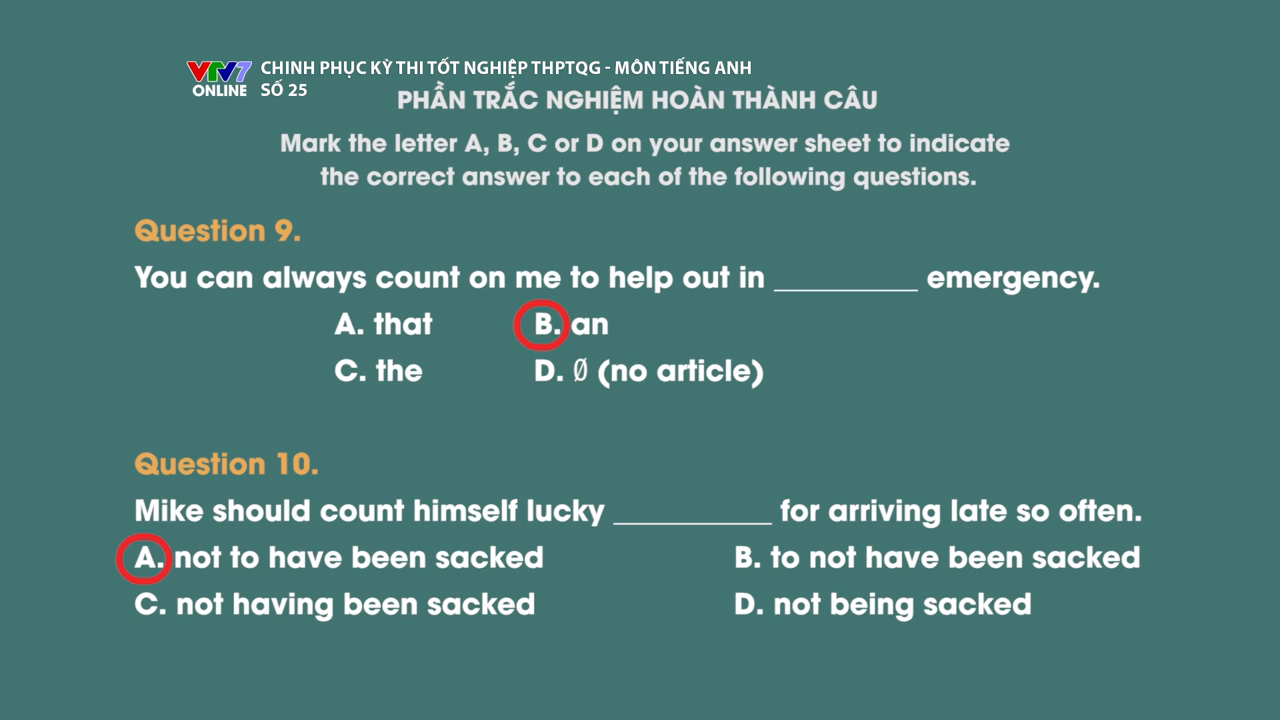 VTV7
ONLINE
CHINH PHỤC KỲ THI TỐT NGHIỆP THPTQG - MÔN TIẾNG ANH
SỐ 25
PHẦN TRẮC NGHIỆM HOÀN THÀNH CÂU
Mark the letter A, B, C or D on your answer sheet to indicate
the correct answer to each of the following questions.
Question 9.
You can always count on me to help out in __________ emergency.
A. that B. an
C. the D. Ø (no article)
Question 10.
Mike should count himself lucky ___________ for arriving late so often.
A. not to have been sacked B. to not have been sacked
C. not having been sacked D. not being sacked